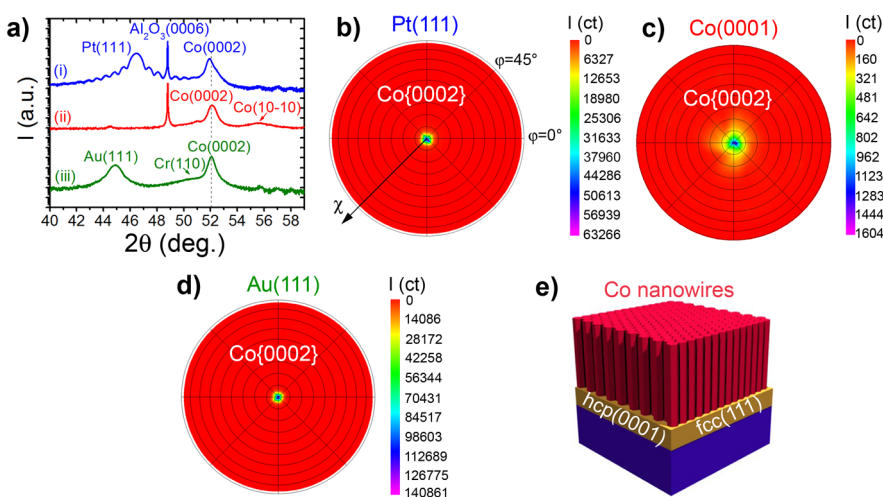 a)
Al₂O₃(0006)
Pt(111)
Co(0002)
(i)
Co(0002)
Co(10-10)
(ii)
Co(0002)
Au(111)
Cr(110)
(iii)
I (a.u.)
40 42 44 46 48 50 52 54 56 58
2θ (deg.)
b)
Pt(111)
I (ct)
φ=45°
Co{0002}
φ=0°
χ
0
6327
12653
18980
25306
31633
37960
44286
50613
56939
63266
c)
Co(0001)
I (ct)
Co{0002}
0
160
321
481
642
802
962
1123
1283
1444
1604
d)
Au(111)
I (ct)
Co{0002}
0
14086
28172
42258
56344
70431
84517
98603
112689
126775
140861
e)
Co nanowires
hcp(0001)
fcc(111)